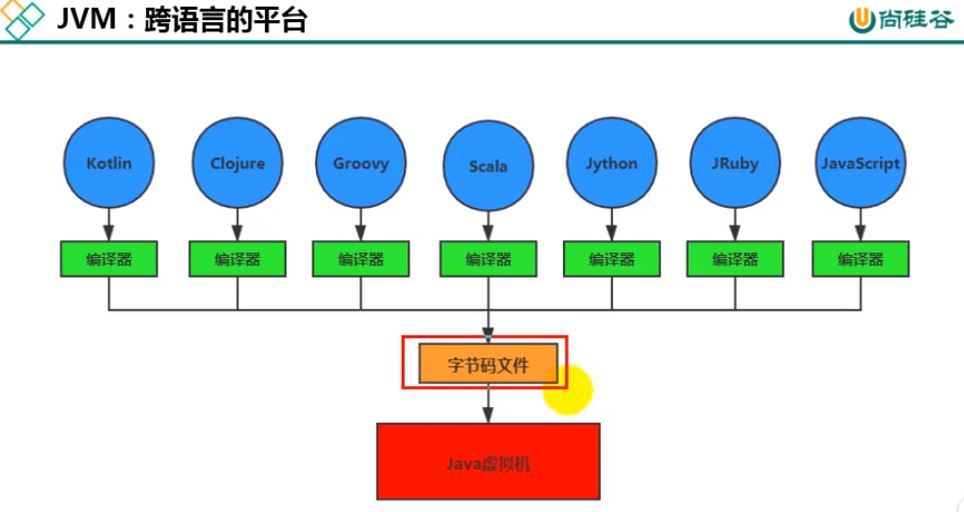 JVM：跨语言的平台
尚硅谷
Kotlin
Clojure
Groovy
Scala
Jython
JRuby
JavaScript
编译器
编译器
编译器
编译器
编译器
编译器
编译器
字节码文件
Java虚拟机